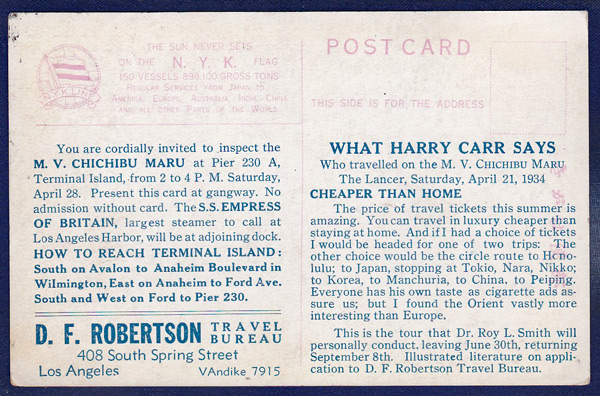 THE SUN NEVER SETS
ON THE N. Y. K. FLAG
150 VESSELS 898,100 GROSS TONS
REGULAR SERVICES FROM JAPAN TO
AMERICA, EUROPE, AUSTRALIA, INDIA, CHINA
AND ALL OTHER PARTS OF THE WORLD.
N.Y.K. LINE
POST CARD
THIS SIDE IS FOR THE ADDRESS
You are cordially invited to inspect the
M. V. CHICHIBU MARU at Pier 230 A,
Terminal Island, from 2 to 4 P. M. Saturday,
April 28. Present this card at gangway. No
admission without card. The S.S. EMPRESS
OF BRITAIN, largest steamer to call at
Los Angeles Harbor, will be at adjoining dock.
HOW TO REACH TERMINAL ISLAND:
South on Avalon to Anaheim Boulevard in
Wilmington, East on Anaheim to Ford Ave.
South and West on Ford to Pier 230.
D. F. ROBERTSON TRAVEL
BUREAU
408 South Spring Street
Los Angeles VAndike 7915
WHAT HARRY CARR SAYS
Who travelled on the M. V. CHICHIBU MARU
The Lancer, Saturday, April 21, 1934
CHEAPER THAN HOME
The price of travel tickets this summer is
amazing. You can travel in luxury cheaper than
staying at home. And if I had a choice of tickets
I would be headed for one of two trips: The
other choice would be the circle route to Hono-
lulu; to Japan, stopping at Tokio, Nara, Nikko;
to Korea, to Manchuria, to China, to Peiping.
Everyone has his own taste as cigarette ads as-
sure us; but I found the Orient vastly more
interesting than Europe.
This is the tour that Dr. Roy L. Smith will
personally conduct, leaving June 30th, returning
September 8th. Illustrated literature on appli-
cation to D. F. Robertson Travel Bureau.